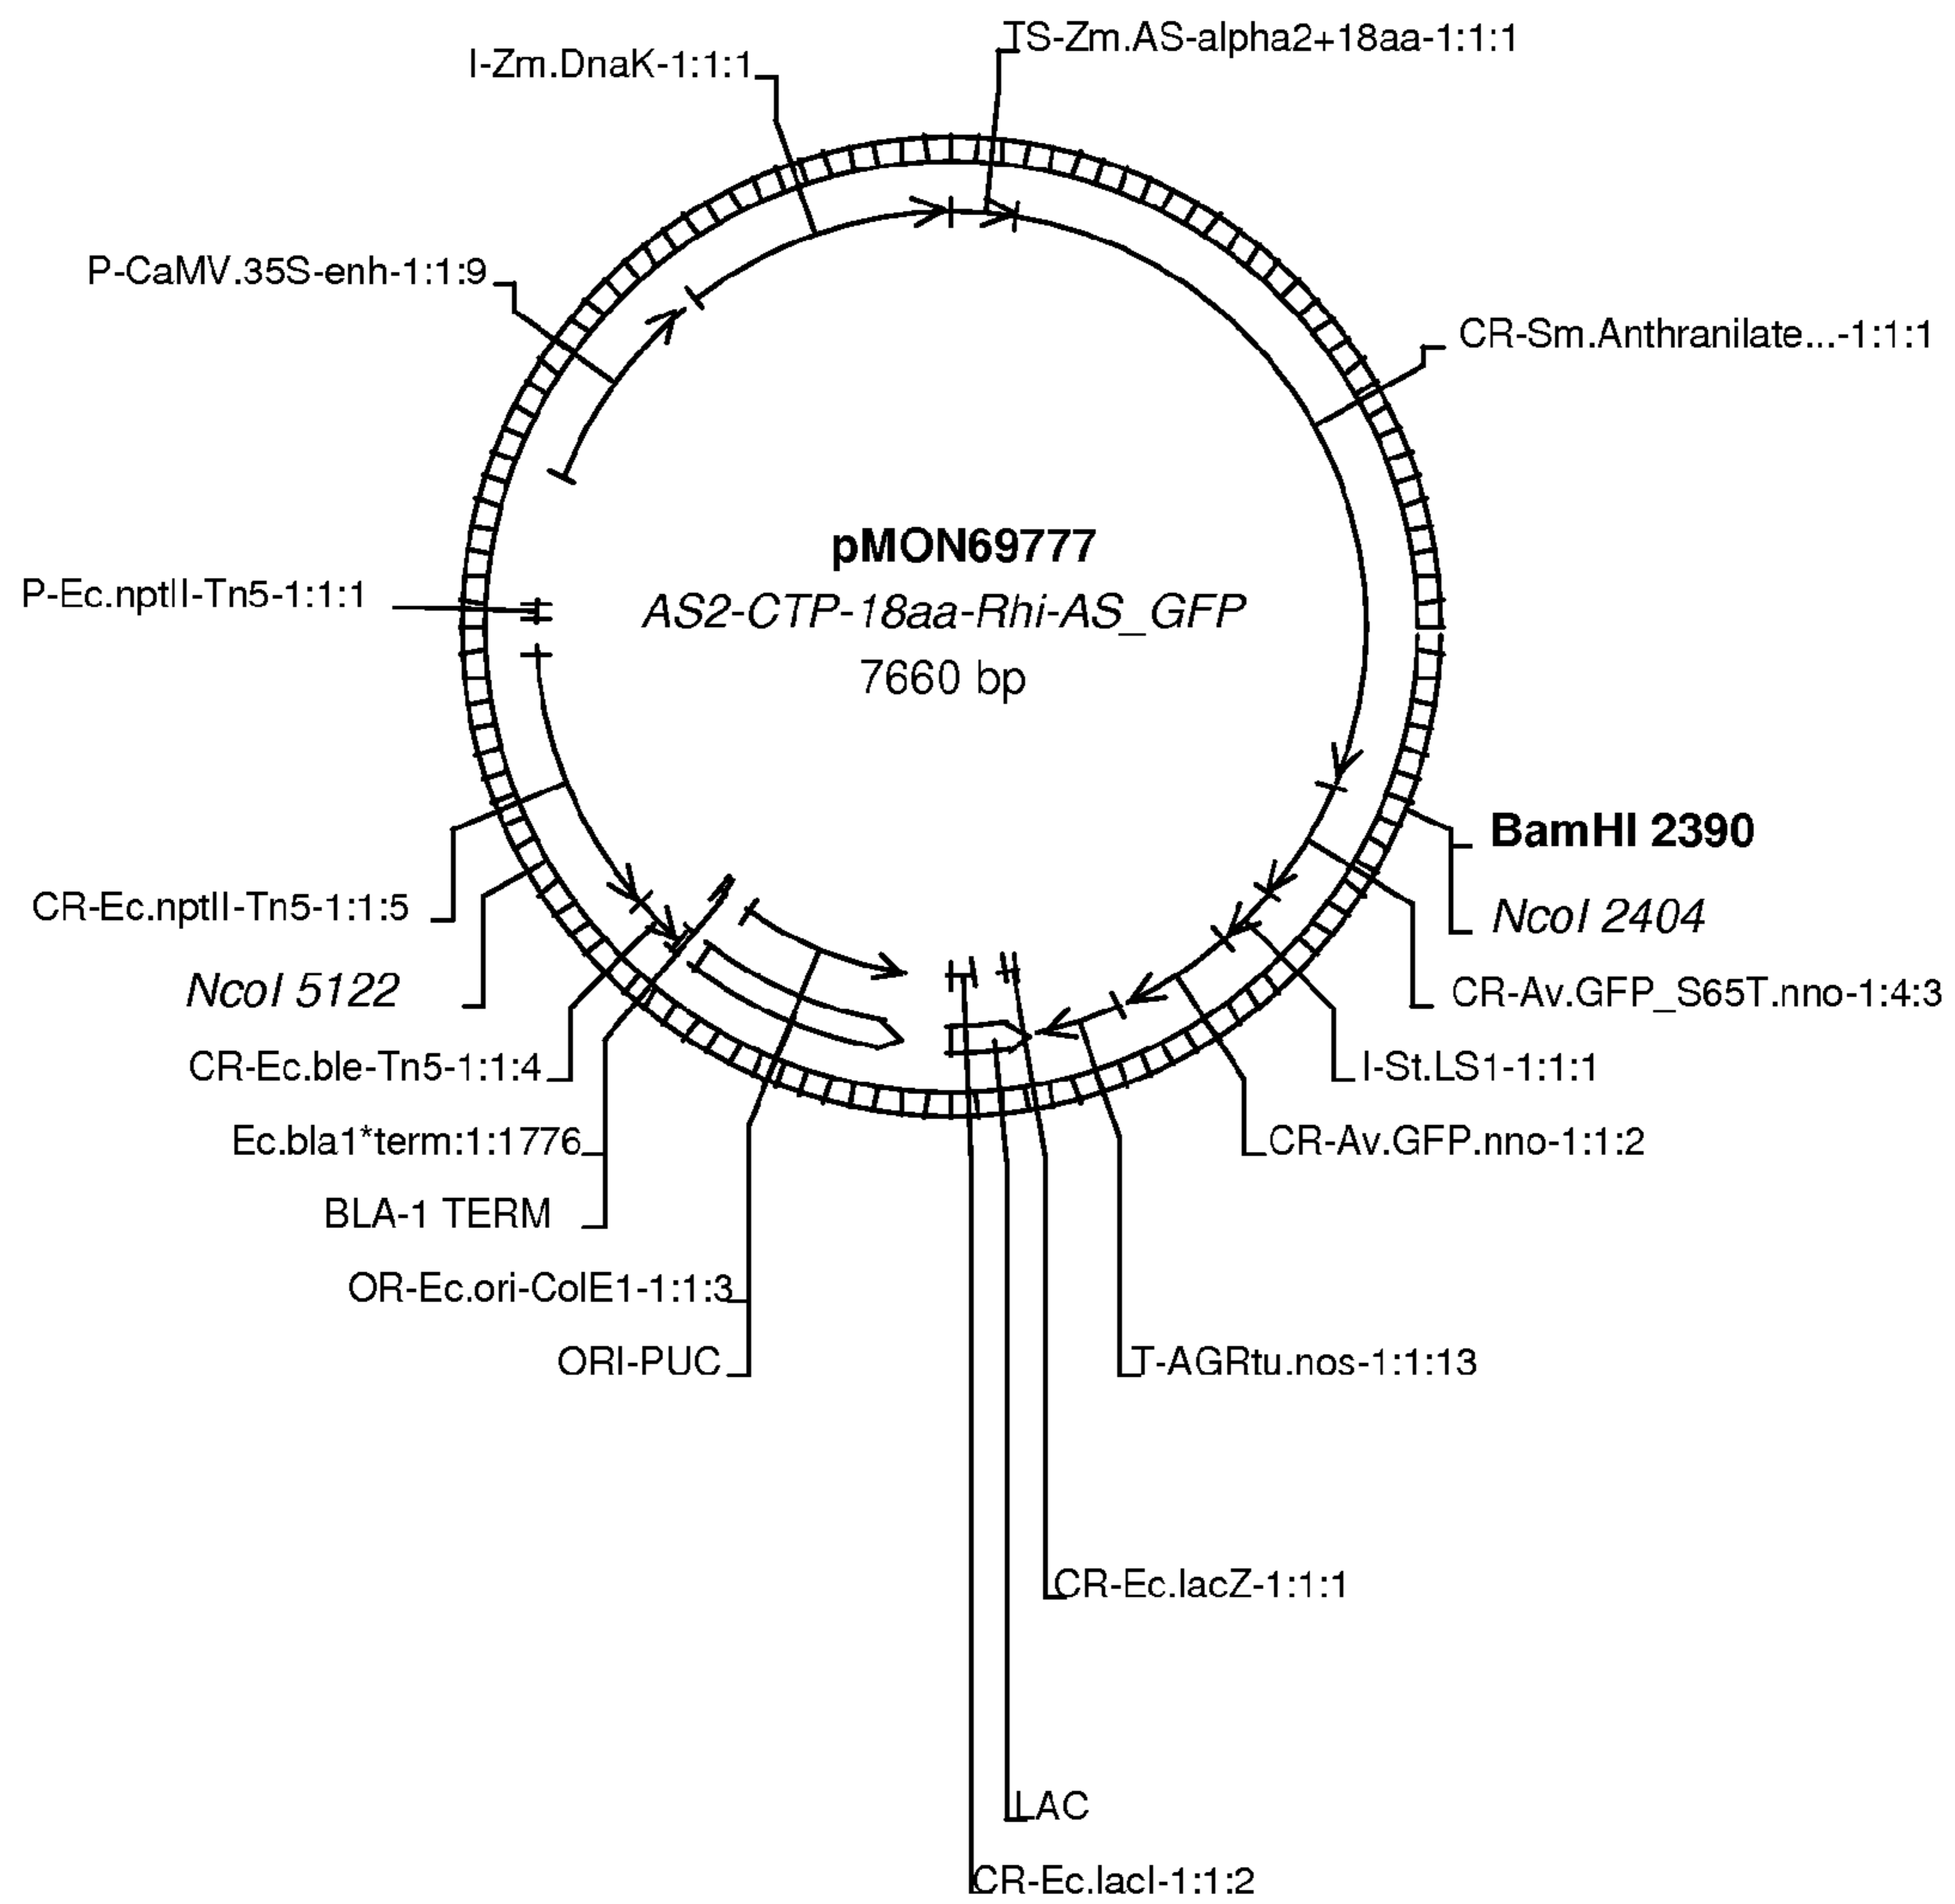 TS-Zm.AS-alpha2+18aa-1:1:1
I-Zm.DnaK-1:1:1
P-CaMV.35S-enh-1:1:9
CR-Sm.Anthranilate...-1:1:1
pMON69777
P-Ec.nptII-Tn5-1:1:1
AS2-CTP-18aa-Rhi-AS_GFP
7660 bp
BamHI 2390
CR-Ec.nptII-Tn5-1:1:5
NcoI 2404
NcoI 5122
CR-Av.GFP_S65T.nno-1:4:3
CR-Ec.ble-Tn5-1:1:4
I-St.LS1-1:1:1
Ec.bla1*term:1:1776
CR-Av.GFP.nno-1:1:2
BLA-1 TERM
OR-Ec.ori-ColE1-1:1:3
ORI-PUC
T-AGRtu.nos-1:1:13
CR-Ec.lacZ-1:1:1
LAC
CR-Ec.lacI-1:1:2